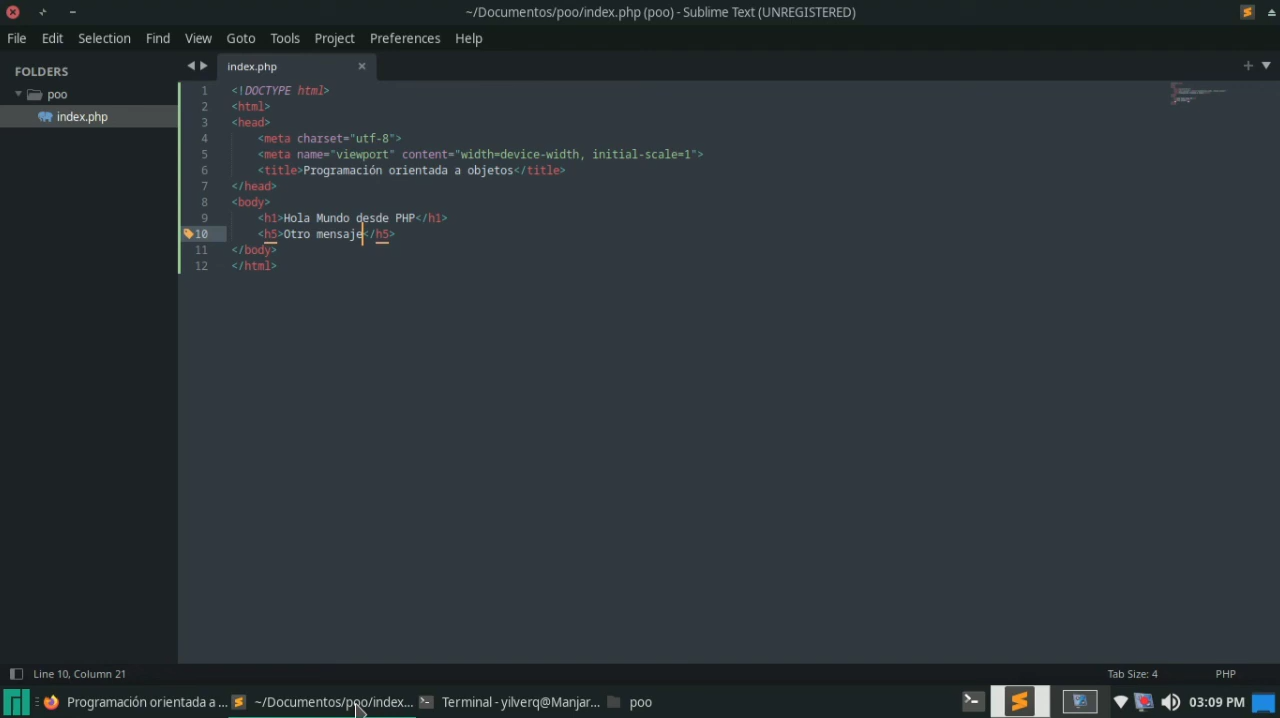 ~/Documentos/poo/index.php (poo) - Sublime Text (UNREGISTERED)
File Edit Selection Find View Goto Tools Project Preferences Help
FOLDERS
poo
index.php
index.php
1 <!DOCTYPE html>
2 <html>
3 <head>
4 <meta charset="utf-8">
5 <meta name="viewport" content="width=device-width, initial-scale=1">
6 <title>Programación orientada a objetos</title>
7 </head>
8 <body>
9 <h1>Hola Mundo desde PHP</h1>
10 <h5>Otro mensaje</h5>
11 </body>
12 </html>
Line 10, Column 21
Tab Size: 4
PHP
Programación orientada a ... ~/Documentos/poo/index... Terminal - yilverq@Manjar... poo 03:09 PM